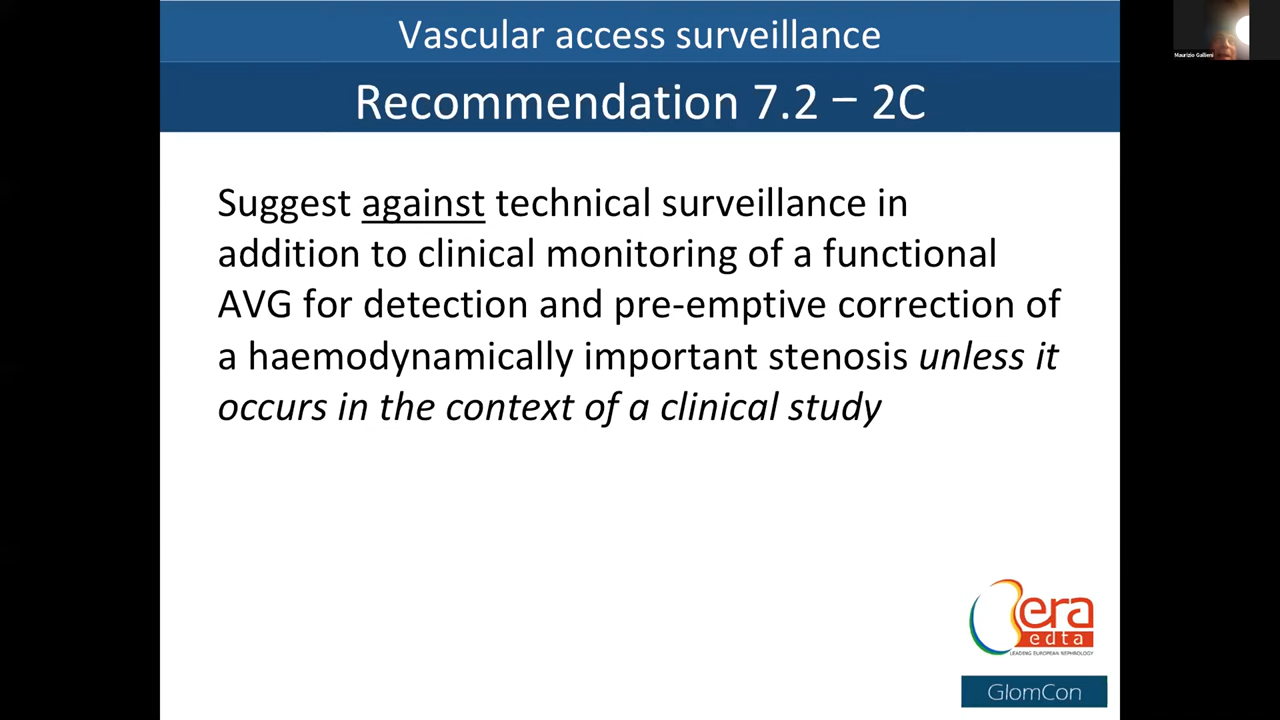 Vascular access surveillance
Maurizio Gallieni
Recommendation 7.2 – 2C
Suggest against technical surveillance in
addition to clinical monitoring of a functional
AVG for detection and pre-emptive correction of
a haemodynamically important stenosis unless it
occurs in the context of a clinical study
era
edta
LEADING EUROPEAN NEPHROLOGY
GlomCon